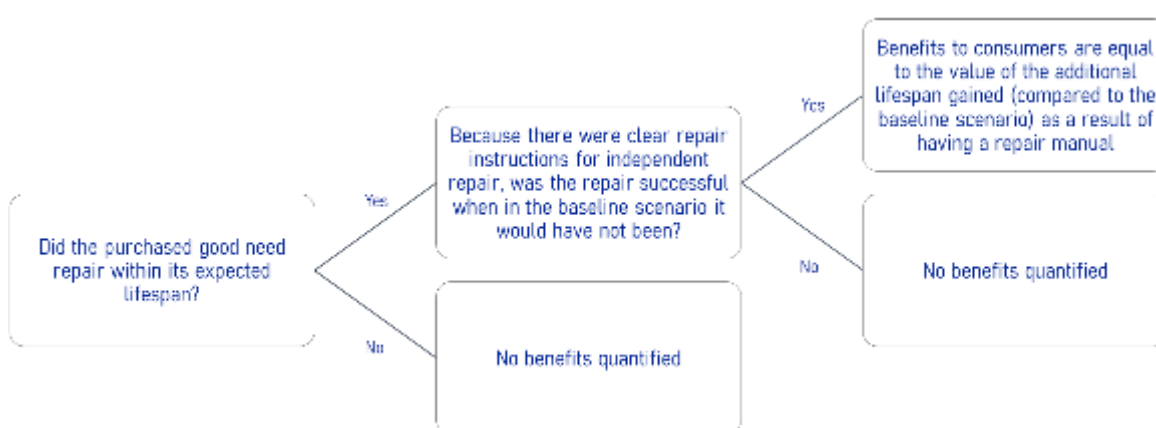 Did the purchased good need
repair within its expected
lifespan?
Yes
No
Because there were clear repair
instructions for independent
repair, was the repair successful
when in the baseline scenario it
would have not been?
No benefits quantified
Yes
No
Benefits to consumers are equal
to the value of the additional
lifespan gained (compared to the
baseline scenario) as a result of
having a repair manual
No benefits quantified